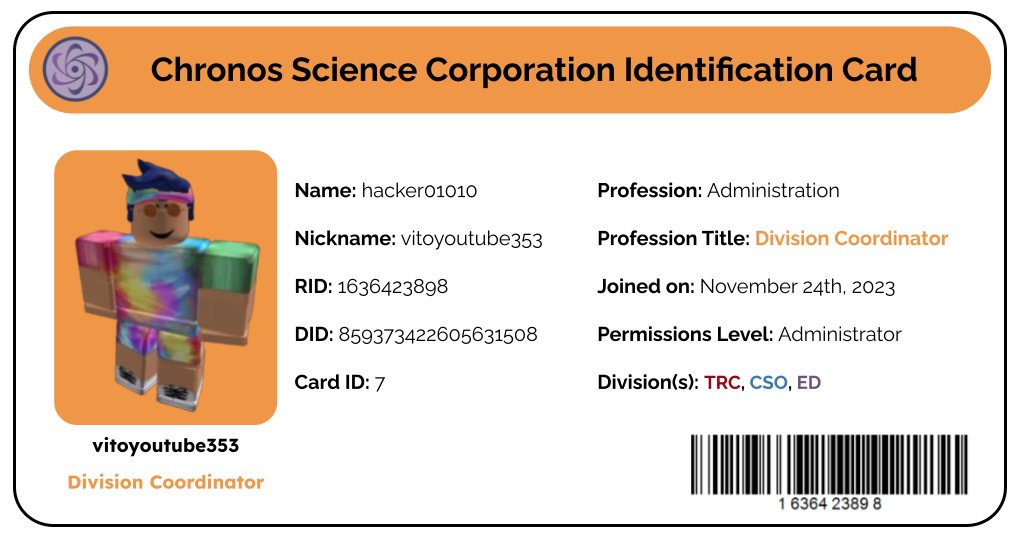 Chronos Science Corporation Identification Card
Name: hacker01010
Nickname: vitoyoutube353
RID: 1636423898
DID: 859373422605631508
Card ID: 7
Profession: Administration
Profession Title: Division Coordinator
Joined on: November 24th, 2023
Permissions Level: Administrator
Division(s): TRC, CSO, ED
vitoyoutube353
Division Coordinator
1 6364 2389 8